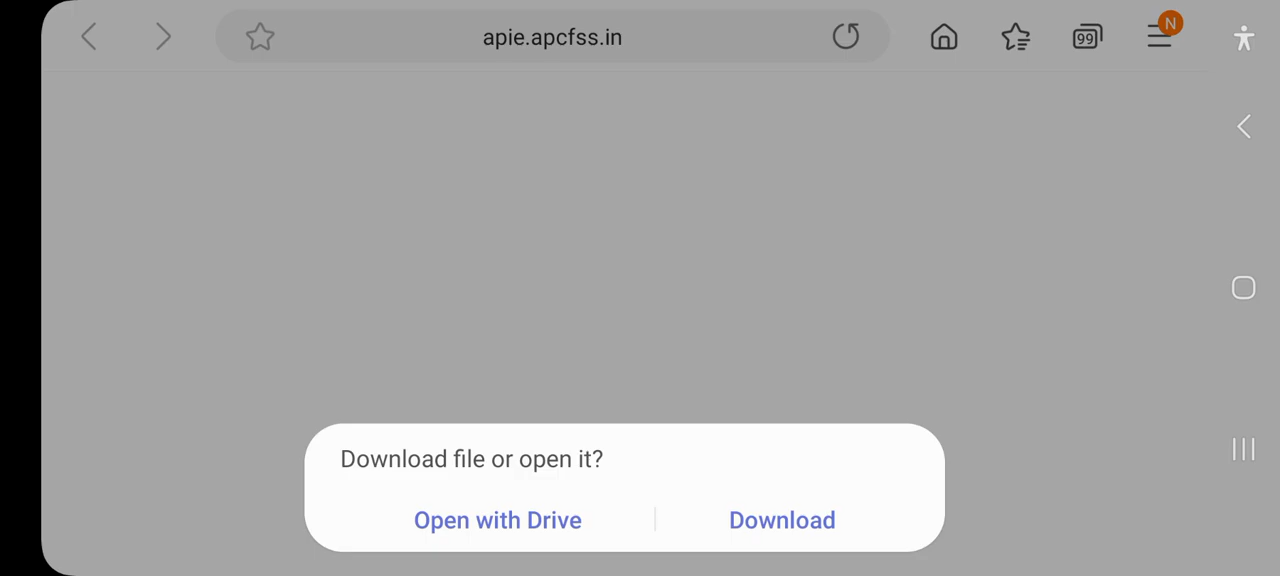 apie.apcfss.in
99
N
Download file or open it?
Open with Drive
Download